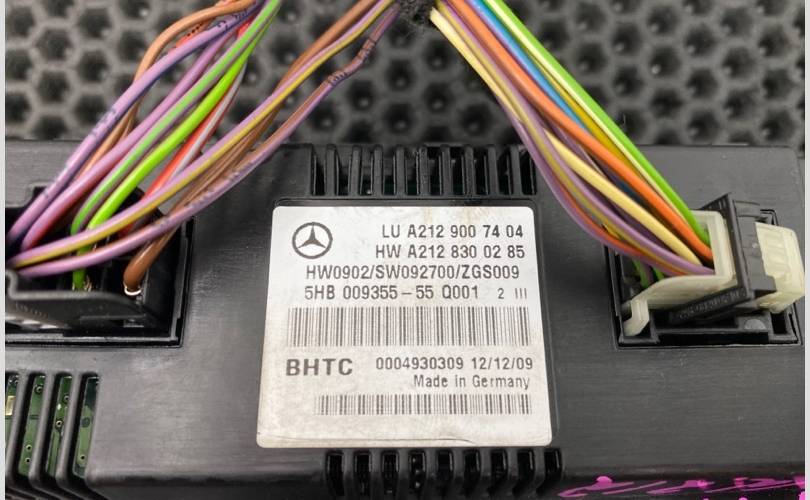 LU A212 900 74 04
HW A212 830 02 85
HW0902/SW092700/ZGS009
5HB 009355-55 Q001 2 III
BHTC 0004930309 12/12/09
Made in Germany